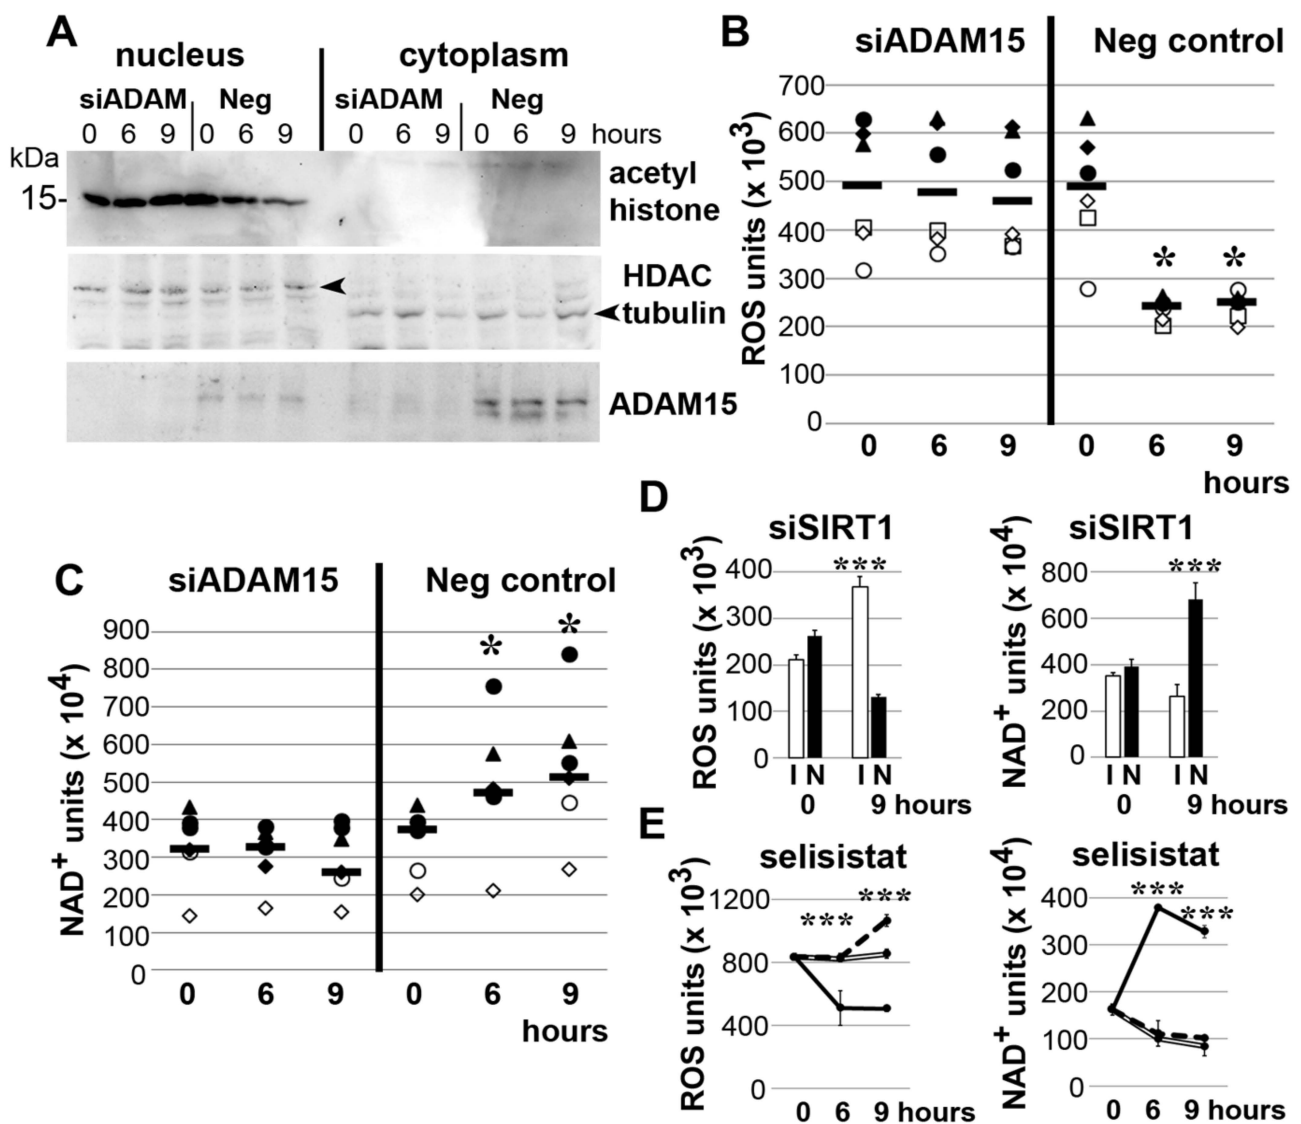 A
nucleus cytoplasm
siADAM Neg siADAM Neg
0 6 9 0 6 9 0 6 9 0 6 9 hours
kDa
15-
acetyl
histone
HDAC
tubulin
ADAM15
B
siADAM15 Neg control
ROS units (x 10³)
700
600
500
400
300
200
100
0
* *
0 6 9 0 6 9
hours
C
siADAM15 Neg control
NAD⁺ units (x 10⁴)
900
800
700
600
500
400
300
200
100
0
* *
0 6 9 0 6 9
hours
D
siSIRT1
ROS units (x 10³)
400
300
200
100
0
***
I N I N
0 9 hours
siSIRT1
NAD⁺ units (x 10⁴)
800
600
400
200
0
***
I N I N
0 9 hours
E
selisistat
ROS units (x 10³)
1200
800
400
0
*** ***
0 6 9 hours
selisistat
NAD⁺ units (x 10⁴)
400
300
200
100
0
*** ***
0 6 9 hours